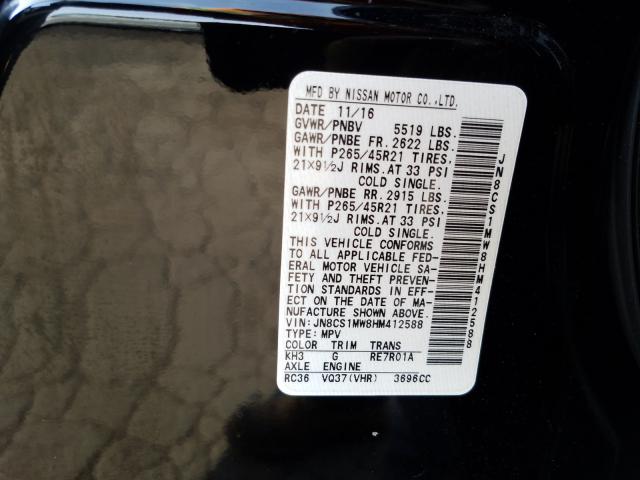 MFD BY NISSAN MOTOR CO.,LTD.
DATE 11/16
GVWR/PNBV 5519 LBS.
GAWR/PNBE FR. 2622 LBS.
WITH P265/45R21 TIRES,
21X9½J RIMS.AT 33 PSI
COLD SINGLE.
GAWR/PNBE RR. 2915 LBS.
WITH P265/45R21 TIRES,
21X9½J RIMS.AT 33 PSI
COLD SINGLE.
THIS VEHICLE CONFORMS
TO ALL APPLICABLE FED-
ERAL MOTOR VEHICLE SA-
FETY AND THEFT PREVEN-
TION STANDARDS IN EFF-
ECT ON THE DATE OF MA-
NUFACTURE SHOWN ABOVE.
VIN: JN8CS1MW8HM412588
TYPE: MPV
COLOR TRIM TRANS
KH3 G RE7R01A
AXLE ENGINE
RC36 VQ37(VHR) 3696CC
JN8CS1MW8HM412588